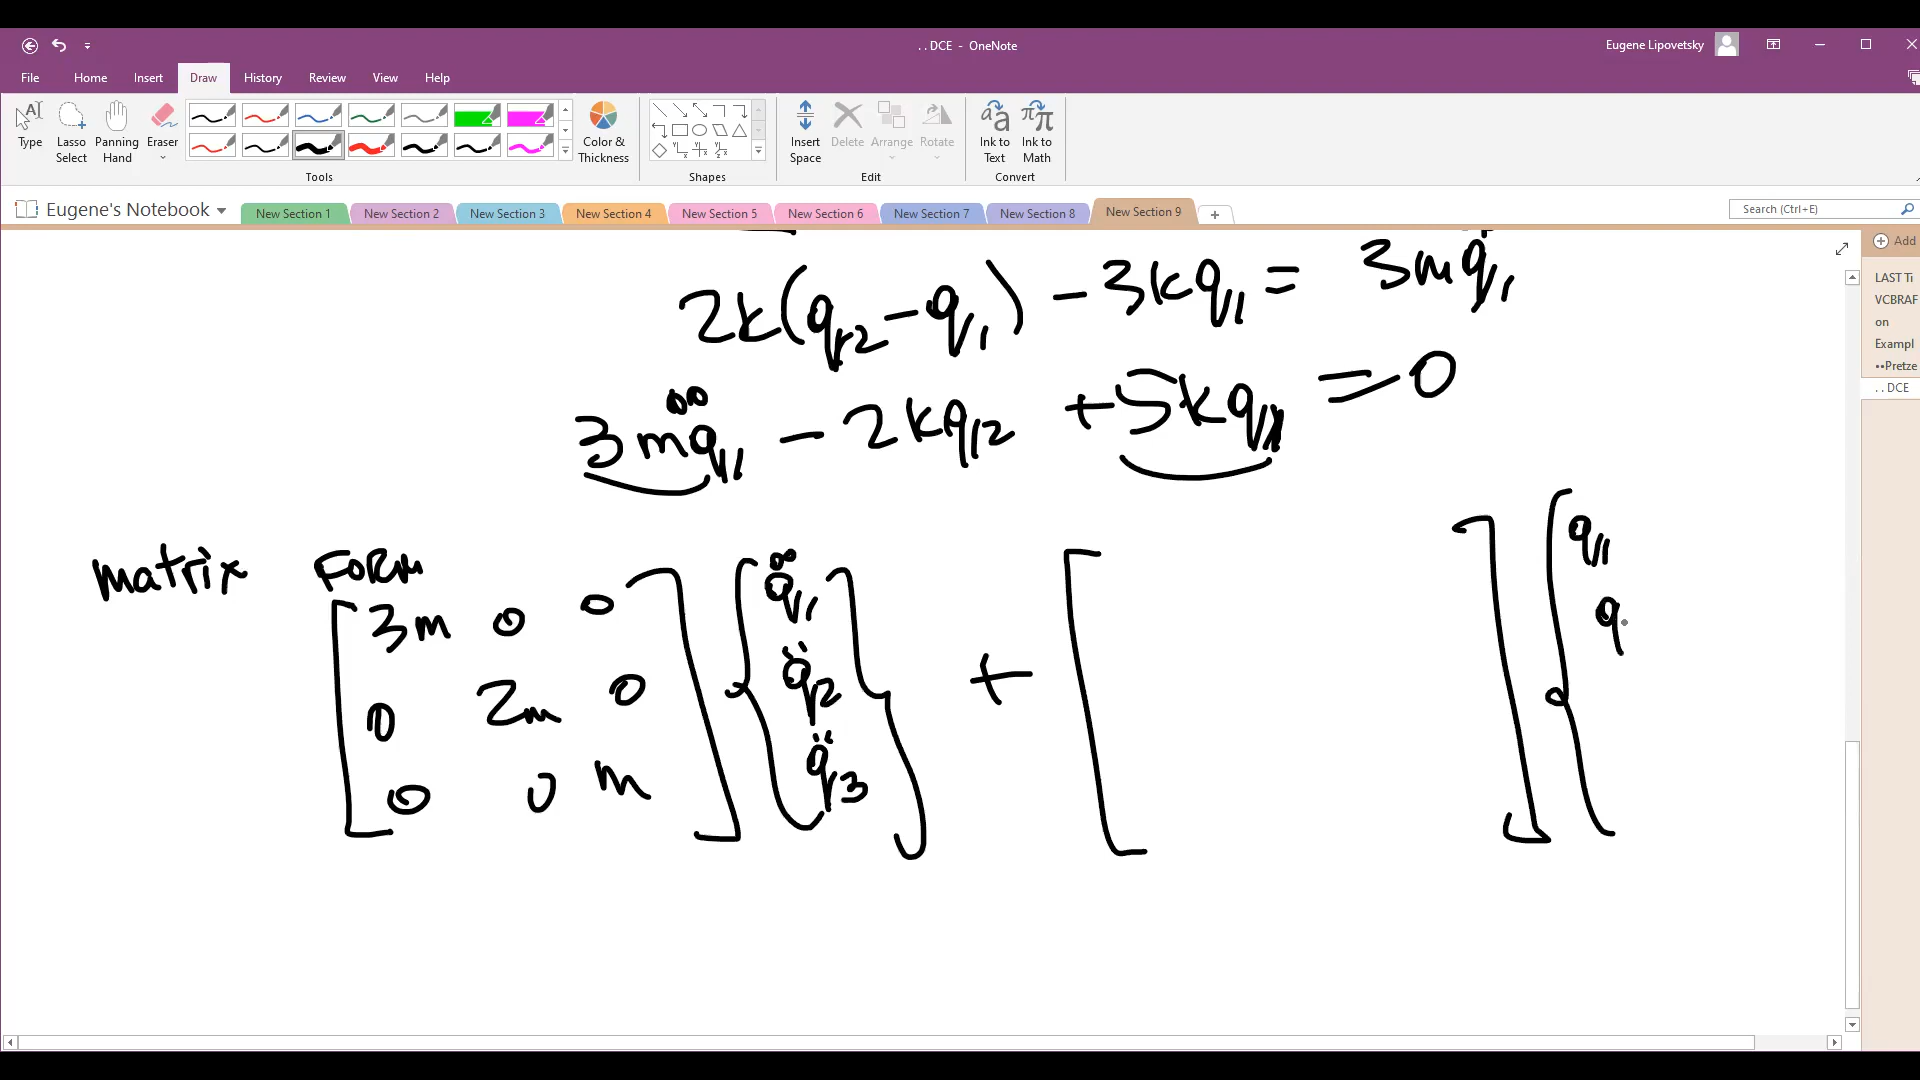 . . DCE - OneNote
Eugene Lipovetsky
File Home Insert Draw History Review View Help
Type
Lasso Select
Panning Hand
Eraser
Color & Thickness
Insert Space
Delete
Arrange
Rotate
Ink to Text
Ink to Math
Tools Shapes Edit Convert
Eugene's Notebook
New Section 1 New Section 2 New Section 3 New Section 4 New Section 5 New Section 6 New Section 7 New Section 8 New Section 9 +
Search (Ctrl+E)
Add
LAST Ti
VCBRAF
on
Exampl
••Pretze
. . DCE
2k(q₂ - q₁) - 3kq₁ = 3mq̈₁
3mq̈₁ - 2kq₂ + 5kq₁ = 0
matrix FORM
[3m 0 0] {q̈₁} + [ ] {q₁
[0 2m 0] {q̈₂} q
[0 0 m] {q̈₃}